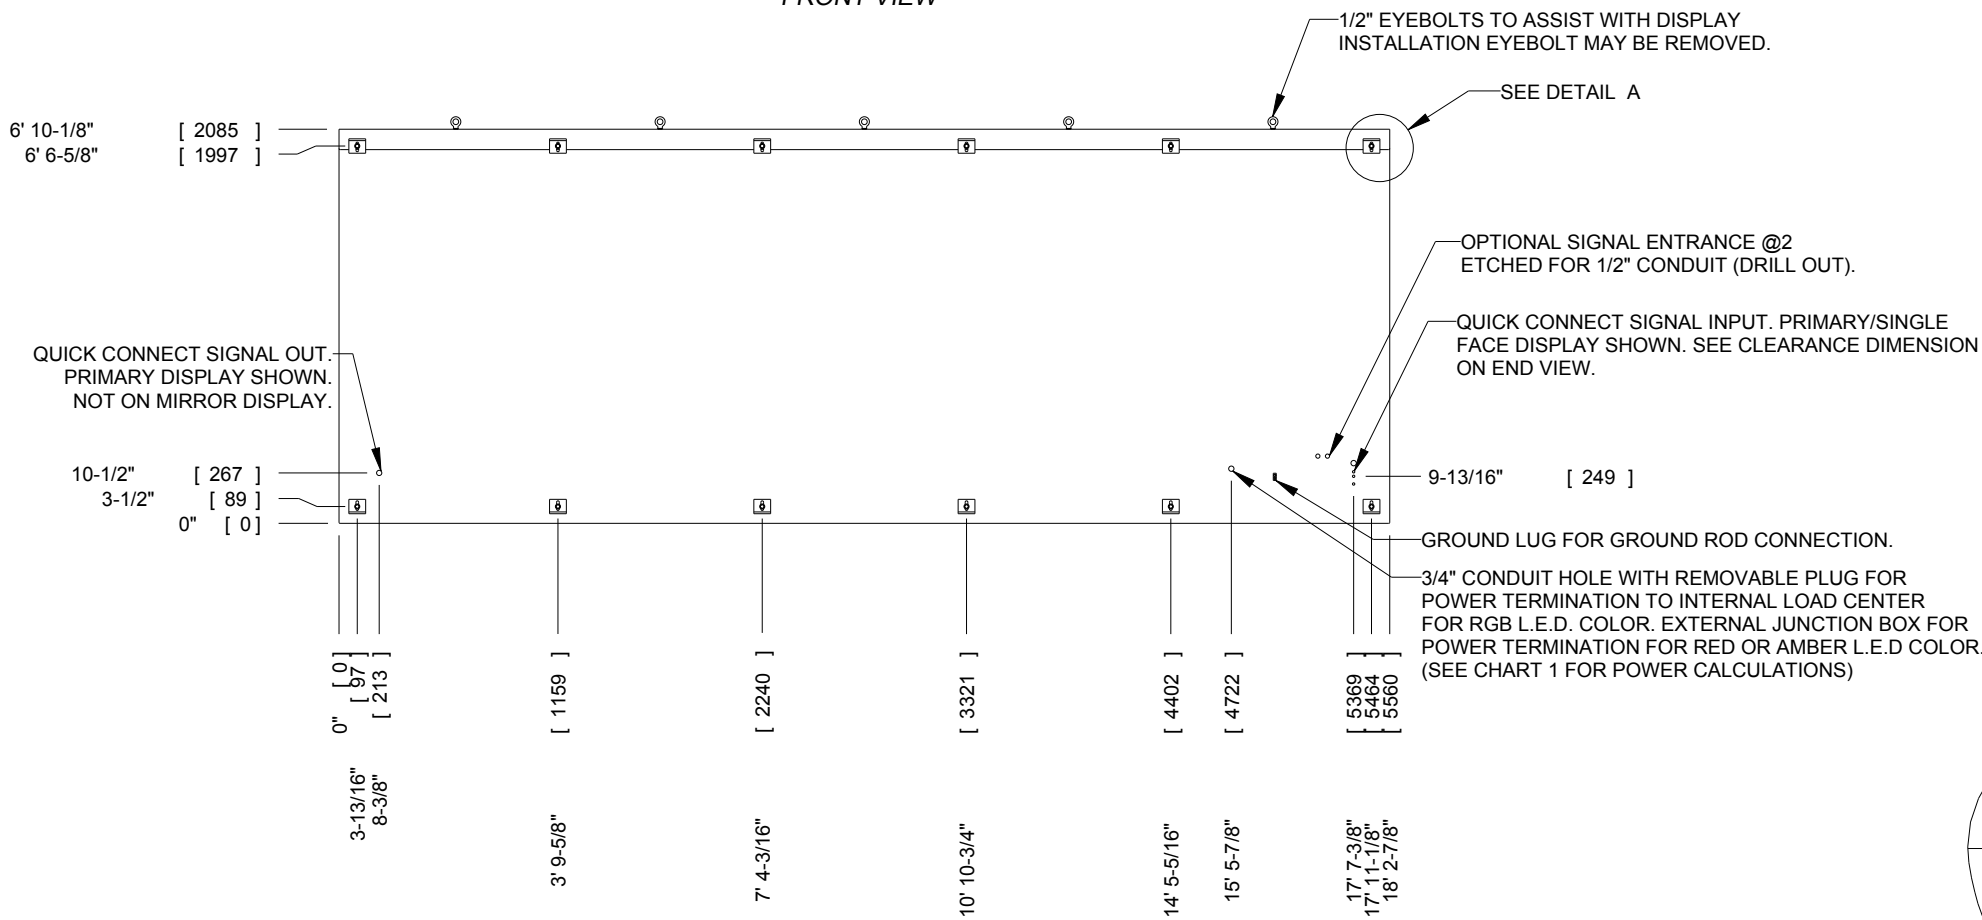 FRONT VIEW
1/2" EYEBOLTS TO ASSIST WITH DISPLAY
INSTALLATION EYEBOLT MAY BE REMOVED.
SEE DETAIL A
6' 10-1/8" [ 2085 ]
6' 6-5/8" [ 1997 ]
OPTIONAL SIGNAL ENTRANCE @2
ETCHED FOR 1/2" CONDUIT (DRILL OUT).
QUICK CONNECT SIGNAL INPUT. PRIMARY/SINGLE
FACE DISPLAY SHOWN. SEE CLEARANCE DIMENSION
ON END VIEW.
QUICK CONNECT SIGNAL OUT.
PRIMARY DISPLAY SHOWN.
NOT ON MIRROR DISPLAY.
10-1/2" [ 267 ]
3-1/2" [ 89 ]
0" [ 0]
9-13/16" [ 249 ]
GROUND LUG FOR GROUND ROD CONNECTION.
3/4" CONDUIT HOLE WITH REMOVABLE PLUG FOR
POWER TERMINATION TO INTERNAL LOAD CENTER
FOR RGB L.E.D. COLOR. EXTERNAL JUNCTION BOX FOR
POWER TERMINATION FOR RED OR AMBER L.E.D COLOR.
(SEE CHART 1 FOR POWER CALCULATIONS)
0" [ 0 ]
3-13/16" [ 97 ]
8-3/8" [ 213 ]
3' 9-5/8" [ 1159 ]
7' 4-3/16" [ 2240 ]
10' 10-3/4" [ 3321 ]
14' 5-5/16" [ 4402 ]
15' 5-7/8" [ 4722 ]
17' 7-3/8" [ 5369 ]
17' 11-1/8" [ 5464 ]
18' 2-7/8" [ 5560 ]